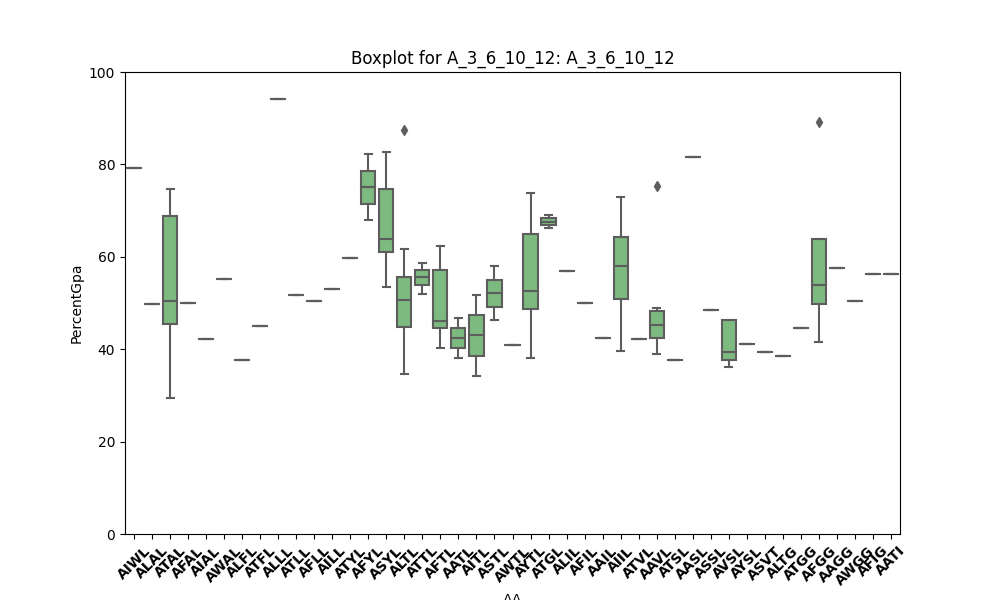 Boxplot for A_3_6_10_12: A_3_6_10_12
PercentGpa
100
80
60
40
20
0
AIWL
ALAL
ATAL
AFAL
AIAL
AWAL
ALFL
ATFL
ALLL
ATLL
AFLL
AILL
ATYL
AFYL
ASYL
ALTL
ATTL
AFTL
AATL
AITL
ASTL
AWTL
AYTL
ATGL
ALIL
AFIL
AAIL
AIIL
ATVL
AAVL
ATSL
AASL
ASSL
AVSL
AYSL
ASVT
ALTG
ATGG
AFGG
AAGG
AWGG
AFIG
AATI
AA